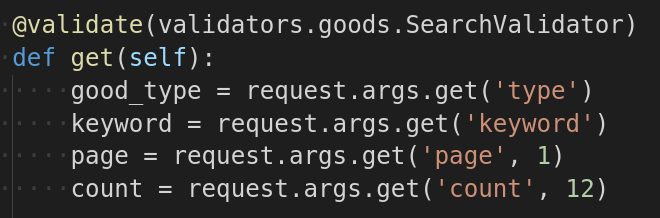 @validate(validators.goods.SearchValidator)
def get(self):
    good_type = request.args.get('type')
    keyword = request.args.get('keyword')
    page = request.args.get('page', 1)
    count = request.args.get('count', 12)